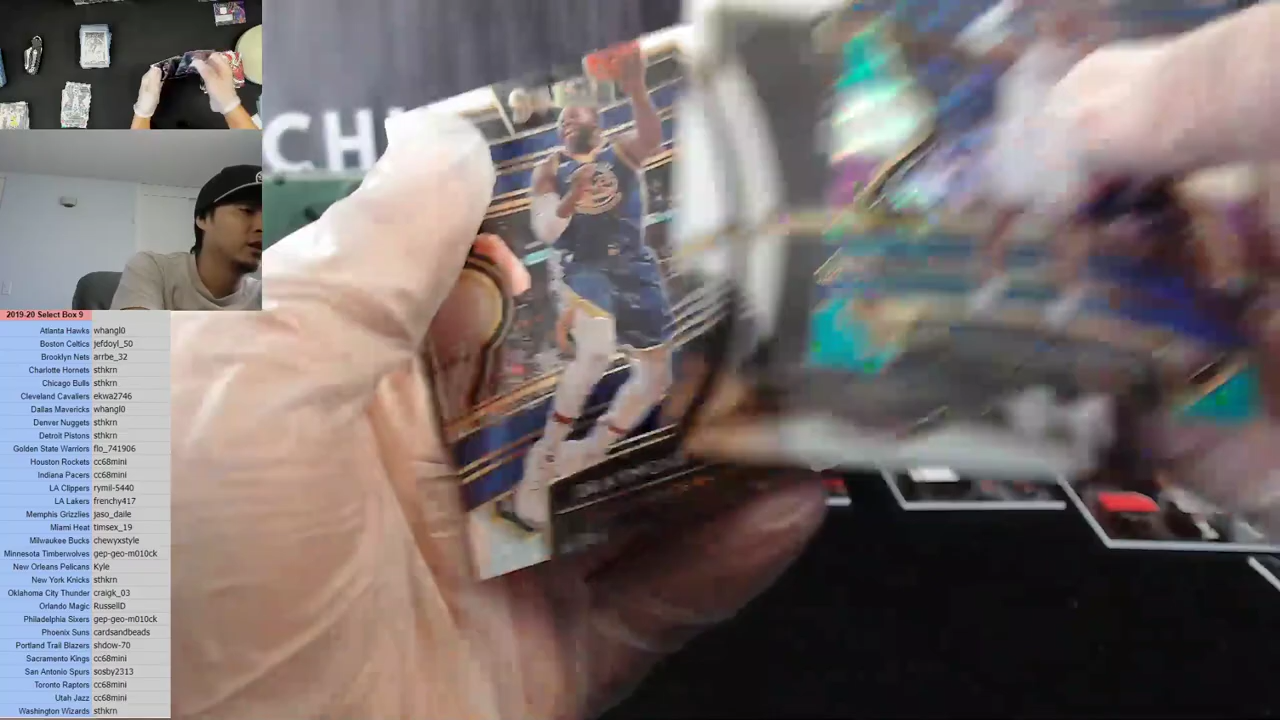 CHI
2019-20 Select Box 9
Atlanta Hawks whangl0
Boston Celtics jefdoyl_50
Brooklyn Nets arrbe_32
Charlotte Hornets sthkrn
Chicago Bulls sthkrn
Cleveland Cavaliers ekwa2746
Dallas Mavericks whangl0
Denver Nuggets sthkrn
Detroit Pistons sthkrn
Golden State Warriors flo_741906
Houston Rockets cc68mini
Indiana Pacers cc68mini
LA Clippers rymil-5440
LA Lakers frenchy417
Memphis Grizzlies jaso_daile
Miami Heat timsex_19
Milwaukee Bucks chewyxstyle
Minnesota Timberwolves gep-geo-m010ck
New Orleans Pelicans Kyle
New York Knicks sthkrn
Oklahoma City Thunder craigk_03
Orlando Magic RussellD
Philadelphia Sixers gep-geo-m010ck
Phoenix Suns cardsandbeads
Portland Trail Blazers shdow-70
Sacramento Kings cc68mini
San Antonio Spurs sosby2313
Toronto Raptors cc68mini
Utah Jazz cc68mini
Washington Wizards sthkrn